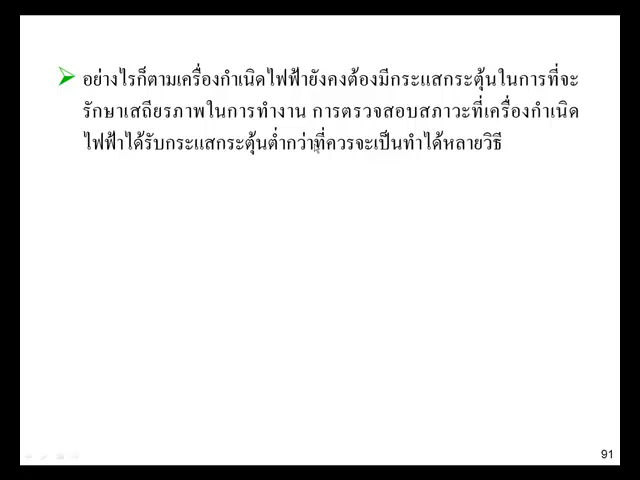 อย่างไรก็ตามเครื่องกำเนิดไฟฟ้ายังคงต้องมีกระแสกระตุ้นในการที่จะ
รักษาเสถียรภาพในการทำงาน การตรวจสอบสภาวะที่เครื่องกำเนิด
ไฟฟ้าได้รับกระแสกระตุ้นต่ำกว่าที่ควรจะเป็นทำได้หลายวิธี
91